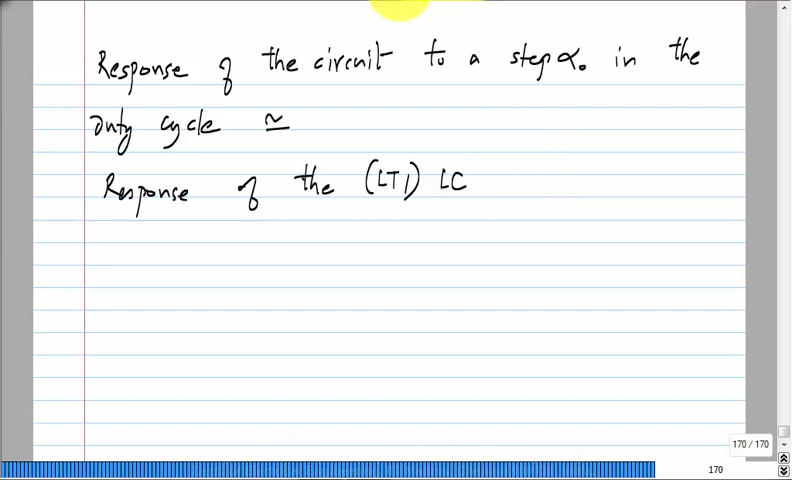 Response of the circuit to a step α₀ in the
duty cycle ≃
Response of the (LTI) LC
170 / 170
170